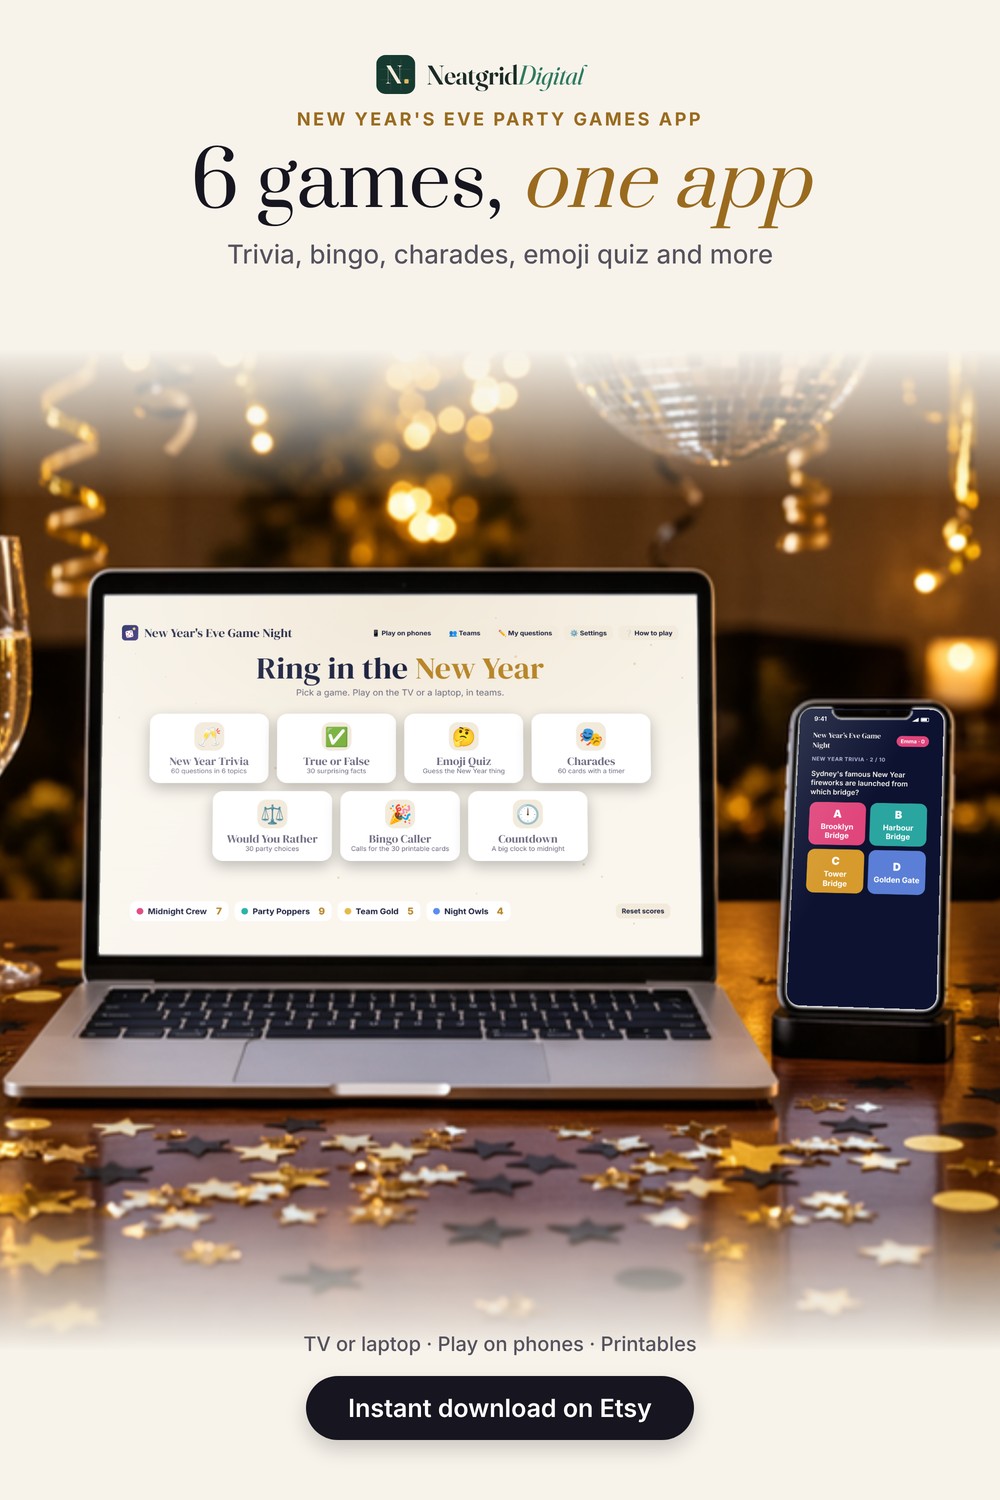 N.
NeatgridDigital
NEW YEAR'S EVE PARTY GAMES APP
6 games, one app
Trivia, bingo, charades, emoji quiz and more
New Year's Eve Game Night
Play on phones
Teams
My questions
Settings
How to play
Ring in the New Year
Pick a game. Play on the TV or a laptop, in teams.
New Year Trivia
60 questions in 6 topics
True or False
30 surprising facts
Emoji Quiz
Guess the New Year thing
Charades
60 cards with a timer
Would You Rather
30 party choices
Bingo Caller
Calls for the 30 printable cards
Countdown
A big clock to midnight
Midnight Crew 7
Party Poppers 9
Team Gold 5
Night Owls 4
Reset scores
9:41
New Year's Eve Game
Night
Emma · 0
NEW YEAR TRIVIA · 2 / 10
Sydney's famous New Year
fireworks are launched from
which bridge?
A
Brooklyn
Bridge
B
Harbour
Bridge
C
Tower
Bridge
D
Golden Gate
TV or laptop · Play on phones · Printables
Instant download on Etsy